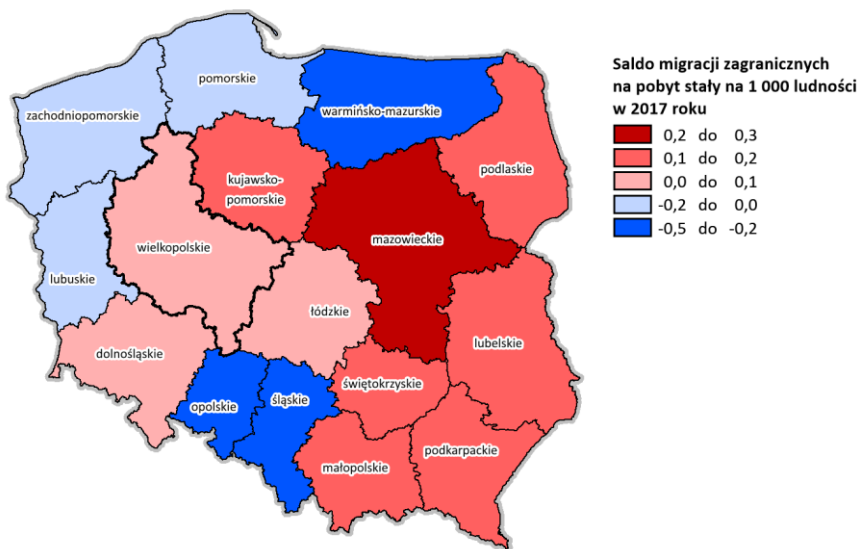 Saldo migracji zagranicznych
na pobyt stały na 1 000 ludności
w 2017 roku
0,2 do 0,3
0,1 do 0,2
0,0 do 0,1
-0,2 do 0,0
-0,5 do -0,2
pomorskie
zachodniopomorskie
warmińsko-mazurskie
podlaskie
kujawsko-
pomorskie
mazowieckie
wielkopolskie
lubuskie
łódzkie
lubelskie
dolnośląskie
świętokrzyskie
opolskie
śląskie
podkarpackie
małopolskie